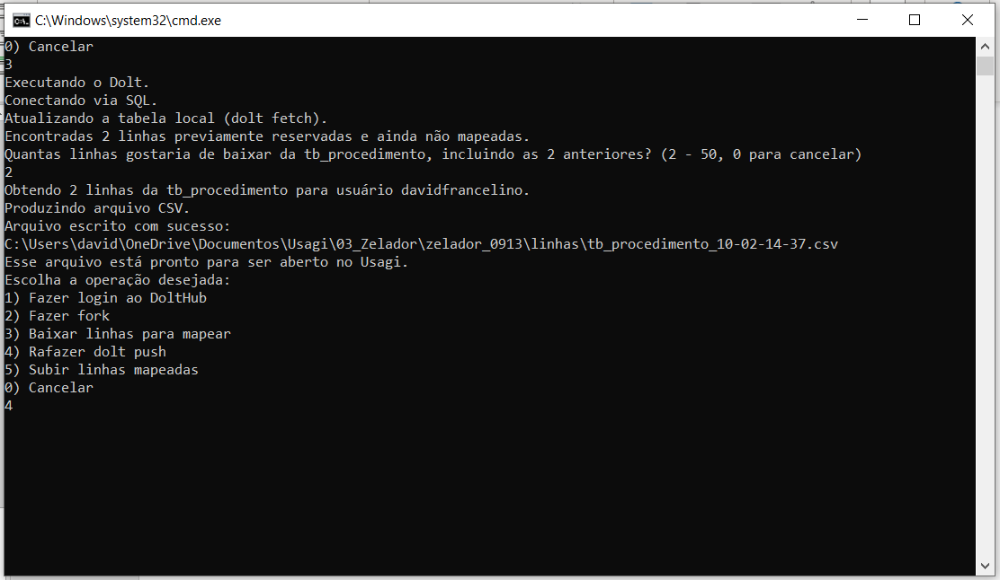 C:\Windows\system32\cmd.exe
0) Cancelar
3
Executando o Dolt.
Conectando via SQL.
Atualizando a tabela local (dolt fetch).
Encontradas 2 linhas previamente reservadas e ainda não mapeadas.
Quantas linhas gostaria de baixar da tb_procedimento, incluindo as 2 anteriores? (2 - 50, 0 para cancelar)
2
Obtendo 2 linhas da tb_procedimento para usuário davidfrancelino.
Produzindo arquivo CSV.
Arquivo escrito com sucesso:
C:\Users\david\OneDrive\Documentos\Usagi\03_Zelador\zelador_0913\linhas\tb_procedimento_10-02-14-37.csv
Esse arquivo está pronto para ser aberto no Usagi.
Escolha a operação desejada:
1) Fazer login ao DoltHub
2) Fazer fork
3) Baixar linhas para mapear
4) Rafazer dolt push
5) Subir linhas mapeadas
0) Cancelar
4